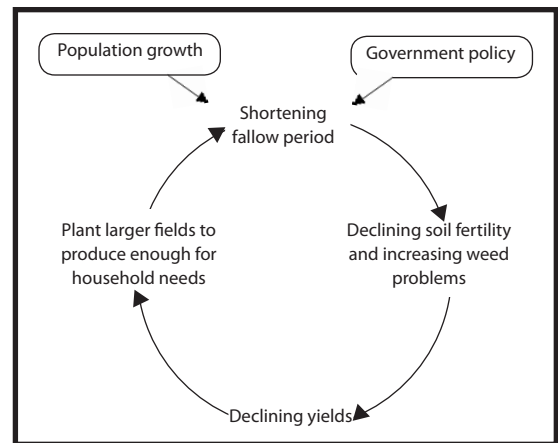 Population growth
Government policy
Shortening
fallow period
Declining soil fertility
and increasing weed
problems
Declining yields
Plant larger fields to
produce enough for
household needs